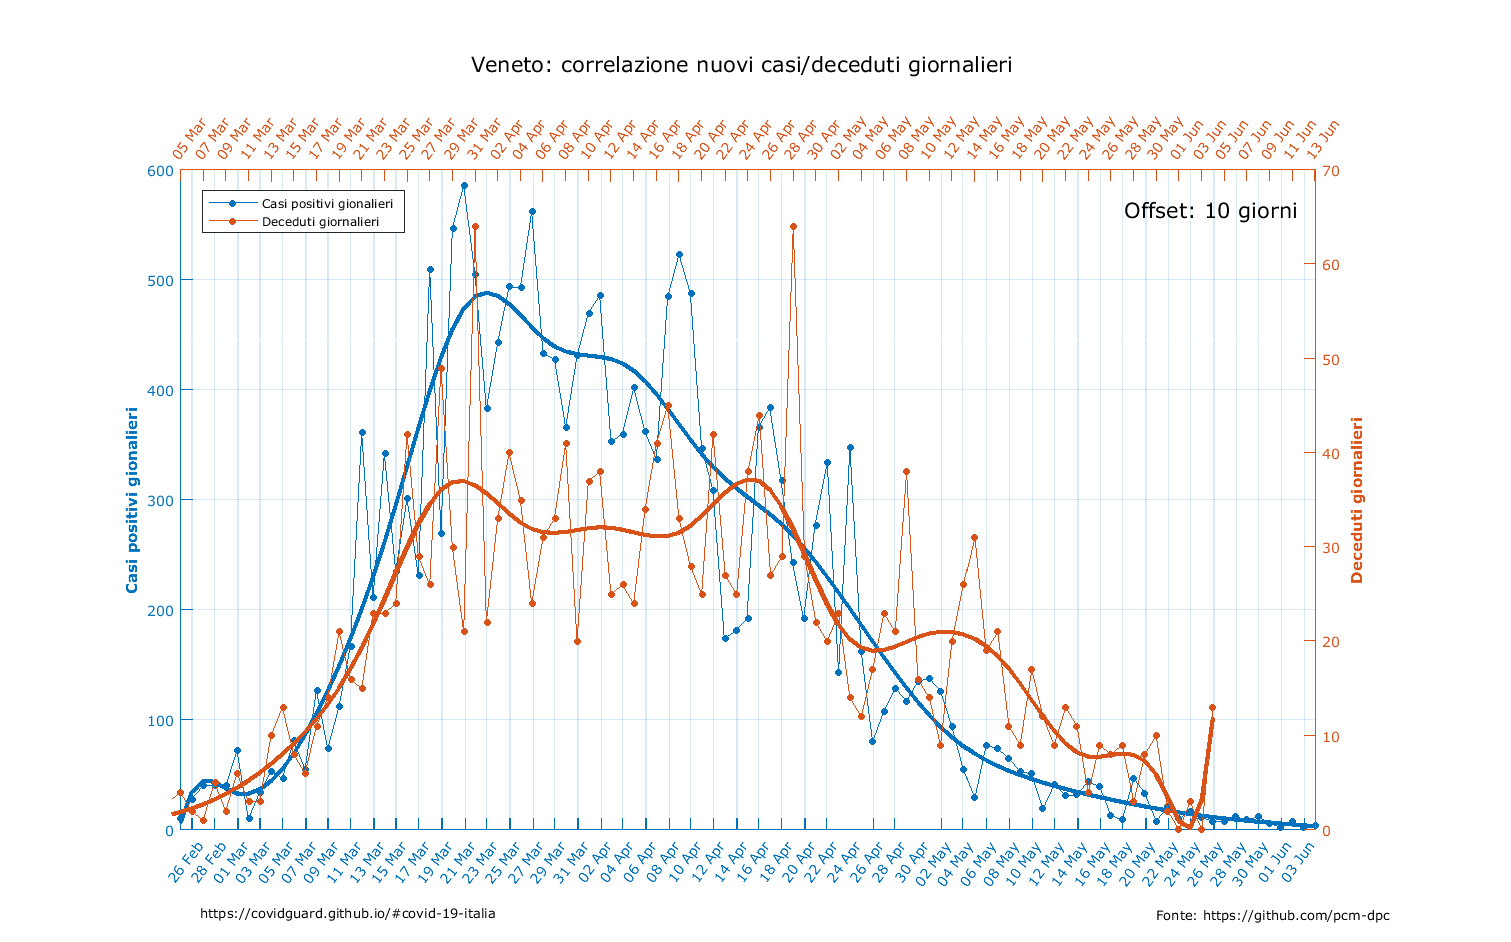 Veneto: correlazione nuovi casi/deceduti giornalieri
05 Mar 07 Mar 09 Mar 11 Mar 13 Mar 15 Mar 17 Mar 19 Mar 21 Mar 23 Mar 25 Mar 27 Mar 29 Mar 31 Mar 02 Apr 04 Apr 06 Apr 08 Apr 10 Apr 12 Apr 14 Apr 16 Apr 18 Apr 20 Apr 22 Apr 24 Apr 26 Apr 28 Apr 30 Apr 02 May 04 May 06 May 08 May 10 May 12 May 14 May 16 May 18 May 20 May 22 May 24 May 26 May 28 May 30 May 01 Jun 03 Jun 05 Jun 07 Jun 09 Jun 11 Jun 13 Jun
Casi positivi gionalieri
Deceduti giornalieri
Offset: 10 giorni
Casi positivi gionalieri
600
500
400
300
200
100
0
70
60
50
40
30
20
10
0
Deceduti giornalieri
26 Feb 28 Feb 01 Mar 03 Mar 05 Mar 07 Mar 09 Mar 11 Mar 13 Mar 15 Mar 17 Mar 19 Mar 21 Mar 23 Mar 25 Mar 27 Mar 29 Mar 31 Mar 02 Apr 04 Apr 06 Apr 08 Apr 10 Apr 12 Apr 14 Apr 16 Apr 18 Apr 20 Apr 22 Apr 24 Apr 26 Apr 28 Apr 30 Apr 02 May 04 May 06 May 08 May 10 May 12 May 14 May 16 May 18 May 20 May 22 May 24 May 26 May 28 May 30 May 01 Jun 03 Jun
https://covidguard.github.io/#covid-19-italia
Fonte: https://github.com/pcm-dpc